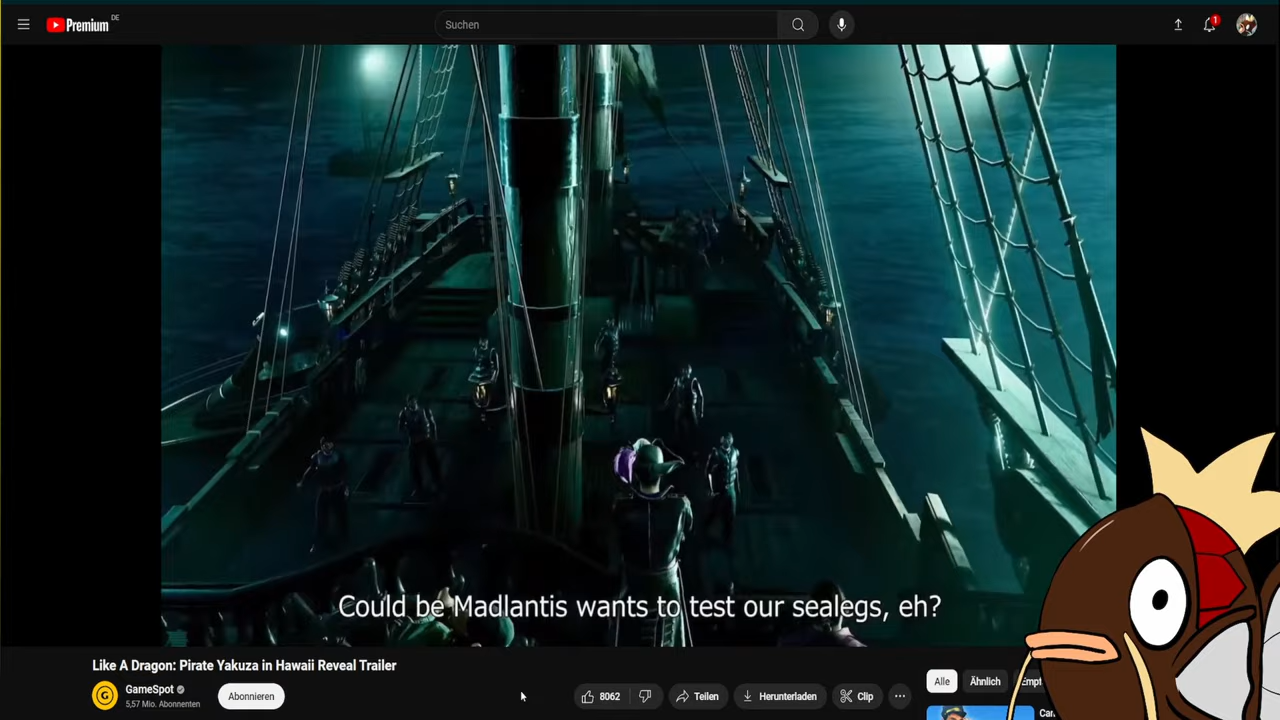 Premium DE
Suchen
1
Could be Madlantis wants to test our sealegs, eh?
Like A Dragon: Pirate Yakuza in Hawaii Reveal Trailer
G
GameSpot
5,57 Mio. Abonnenten
Abonnieren
8062
Teilen
Herunterladen
Clip
Alle
Ähnlich